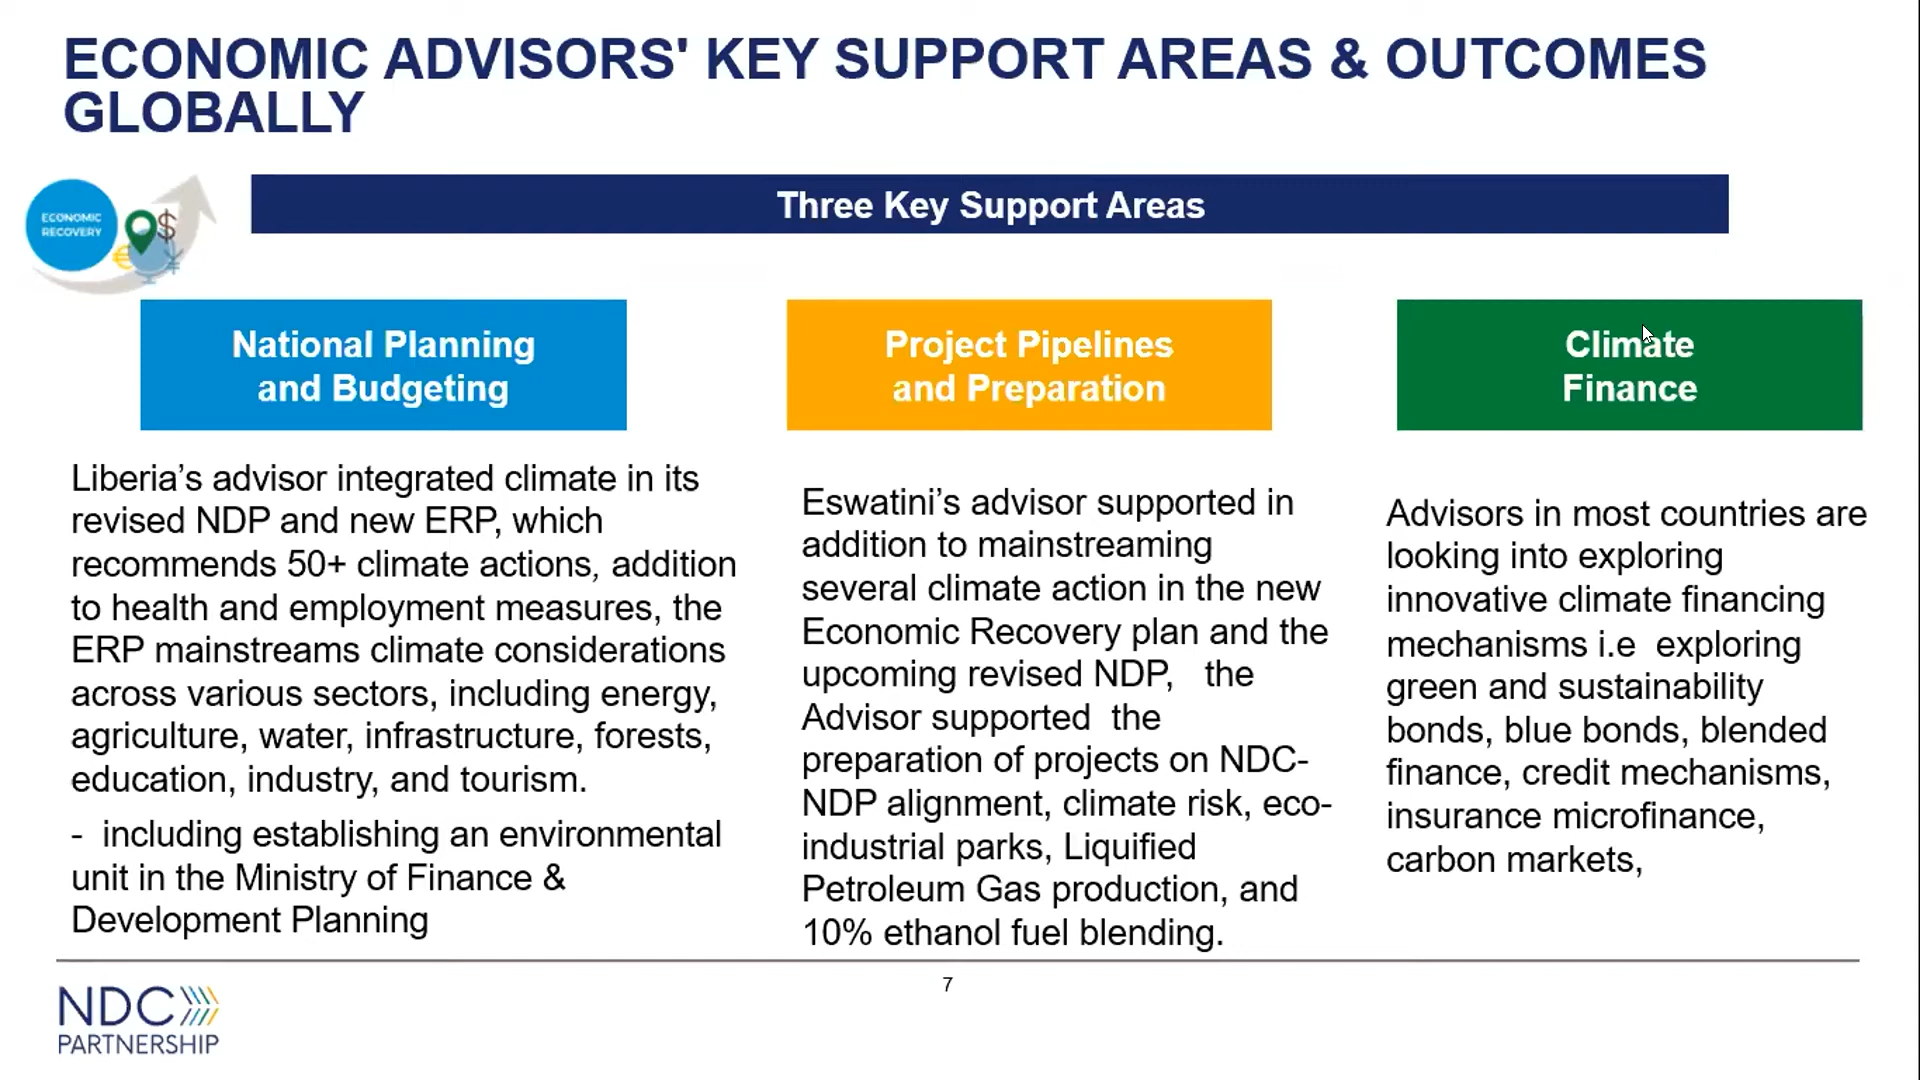 ECONOMIC ADVISORS' KEY SUPPORT AREAS & OUTCOMES
GLOBALLY
ECONOMIC
RECOVERY
Three Key Support Areas
National Planning
and Budgeting
Liberia’s advisor integrated climate in its
revised NDP and new ERP, which
recommends 50+ climate actions, addition
to health and employment measures, the
ERP mainstreams climate considerations
across various sectors, including energy,
agriculture, water, infrastructure, forests,
education, industry, and tourism.
- including establishing an environmental
unit in the Ministry of Finance &
Development Planning
Project Pipelines
and Preparation
Eswatini’s advisor supported in
addition to mainstreaming
several climate action in the new
Economic Recovery plan and the
upcoming revised NDP, the
Advisor supported the
preparation of projects on NDC-
NDP alignment, climate risk, eco-
industrial parks, Liquified
Petroleum Gas production, and
10% ethanol fuel blending.
Climate
Finance
Advisors in most countries are
looking into exploring
innovative climate financing
mechanisms i.e exploring
green and sustainability
bonds, blue bonds, blended
finance, credit mechanisms,
insurance microfinance,
carbon markets,
7
NDC
PARTNERSHIP